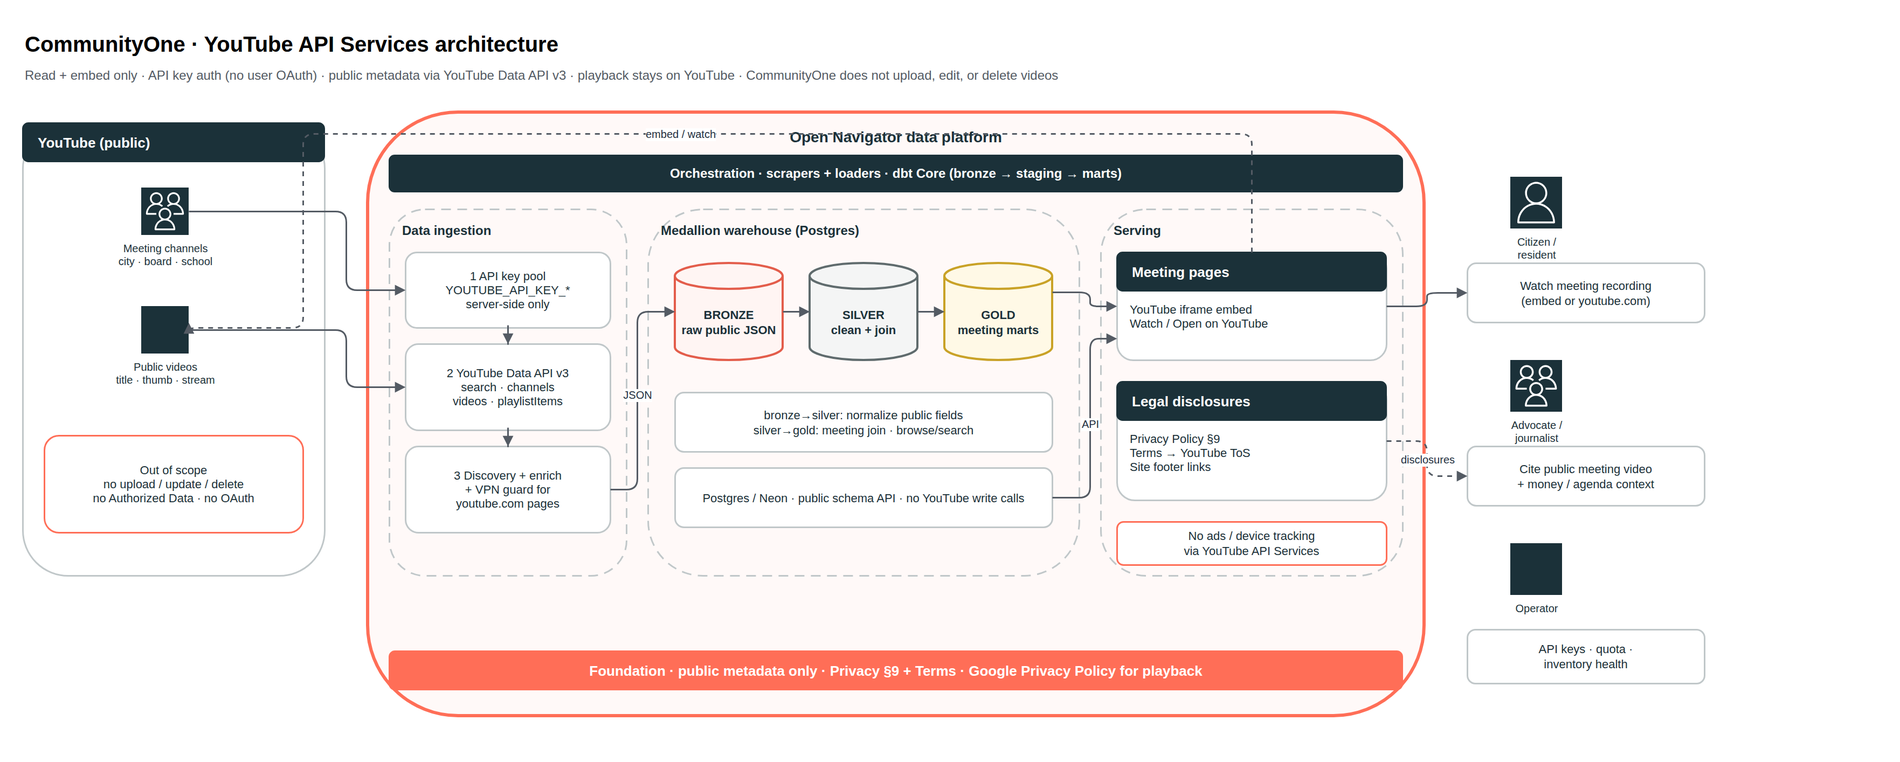 CommunityOne · YouTube API Services architecture
Read + embed only · API key auth (no user OAuth) · public metadata via YouTube Data API v3 · playback stays on YouTube · CommunityOne does not upload, edit, or delete videos
YouTube (public)
Meeting channels
city · board · school
Public videos
title · thumb · stream
Out of scope
no upload / update / delete
no Authorized Data · no OAuth
embed / watch
Open Navigator data platform
Orchestration · scrapers + loaders · dbt Core (bronze → staging → marts)
Data ingestion
1 API key pool
YOUTUBE_API_KEY_*
server-side only
2 YouTube Data API v3
search · channels
videos · playlistItems
3 Discovery + enrich
+ VPN guard for
youtube.com pages
JSON
Medallion warehouse (Postgres)
BRONZE
raw public JSON
SILVER
clean + join
GOLD
meeting marts
bronze→silver: normalize public fields
silver→gold: meeting join · browse/search
Postgres / Neon · public schema API · no YouTube write calls
API
Serving
Meeting pages
YouTube iframe embed
Watch / Open on YouTube
Legal disclosures
Privacy Policy §9
Terms → YouTube ToS
Site footer links
No ads / device tracking
via YouTube API Services
disclosures
Foundation · public metadata only · Privacy §9 + Terms · Google Privacy Policy for playback
Citizen /
resident
Watch meeting recording
(embed or youtube.com)
Advocate /
journalist
Cite public meeting video
+ money / agenda context
Operator
API keys · quota ·
inventory health